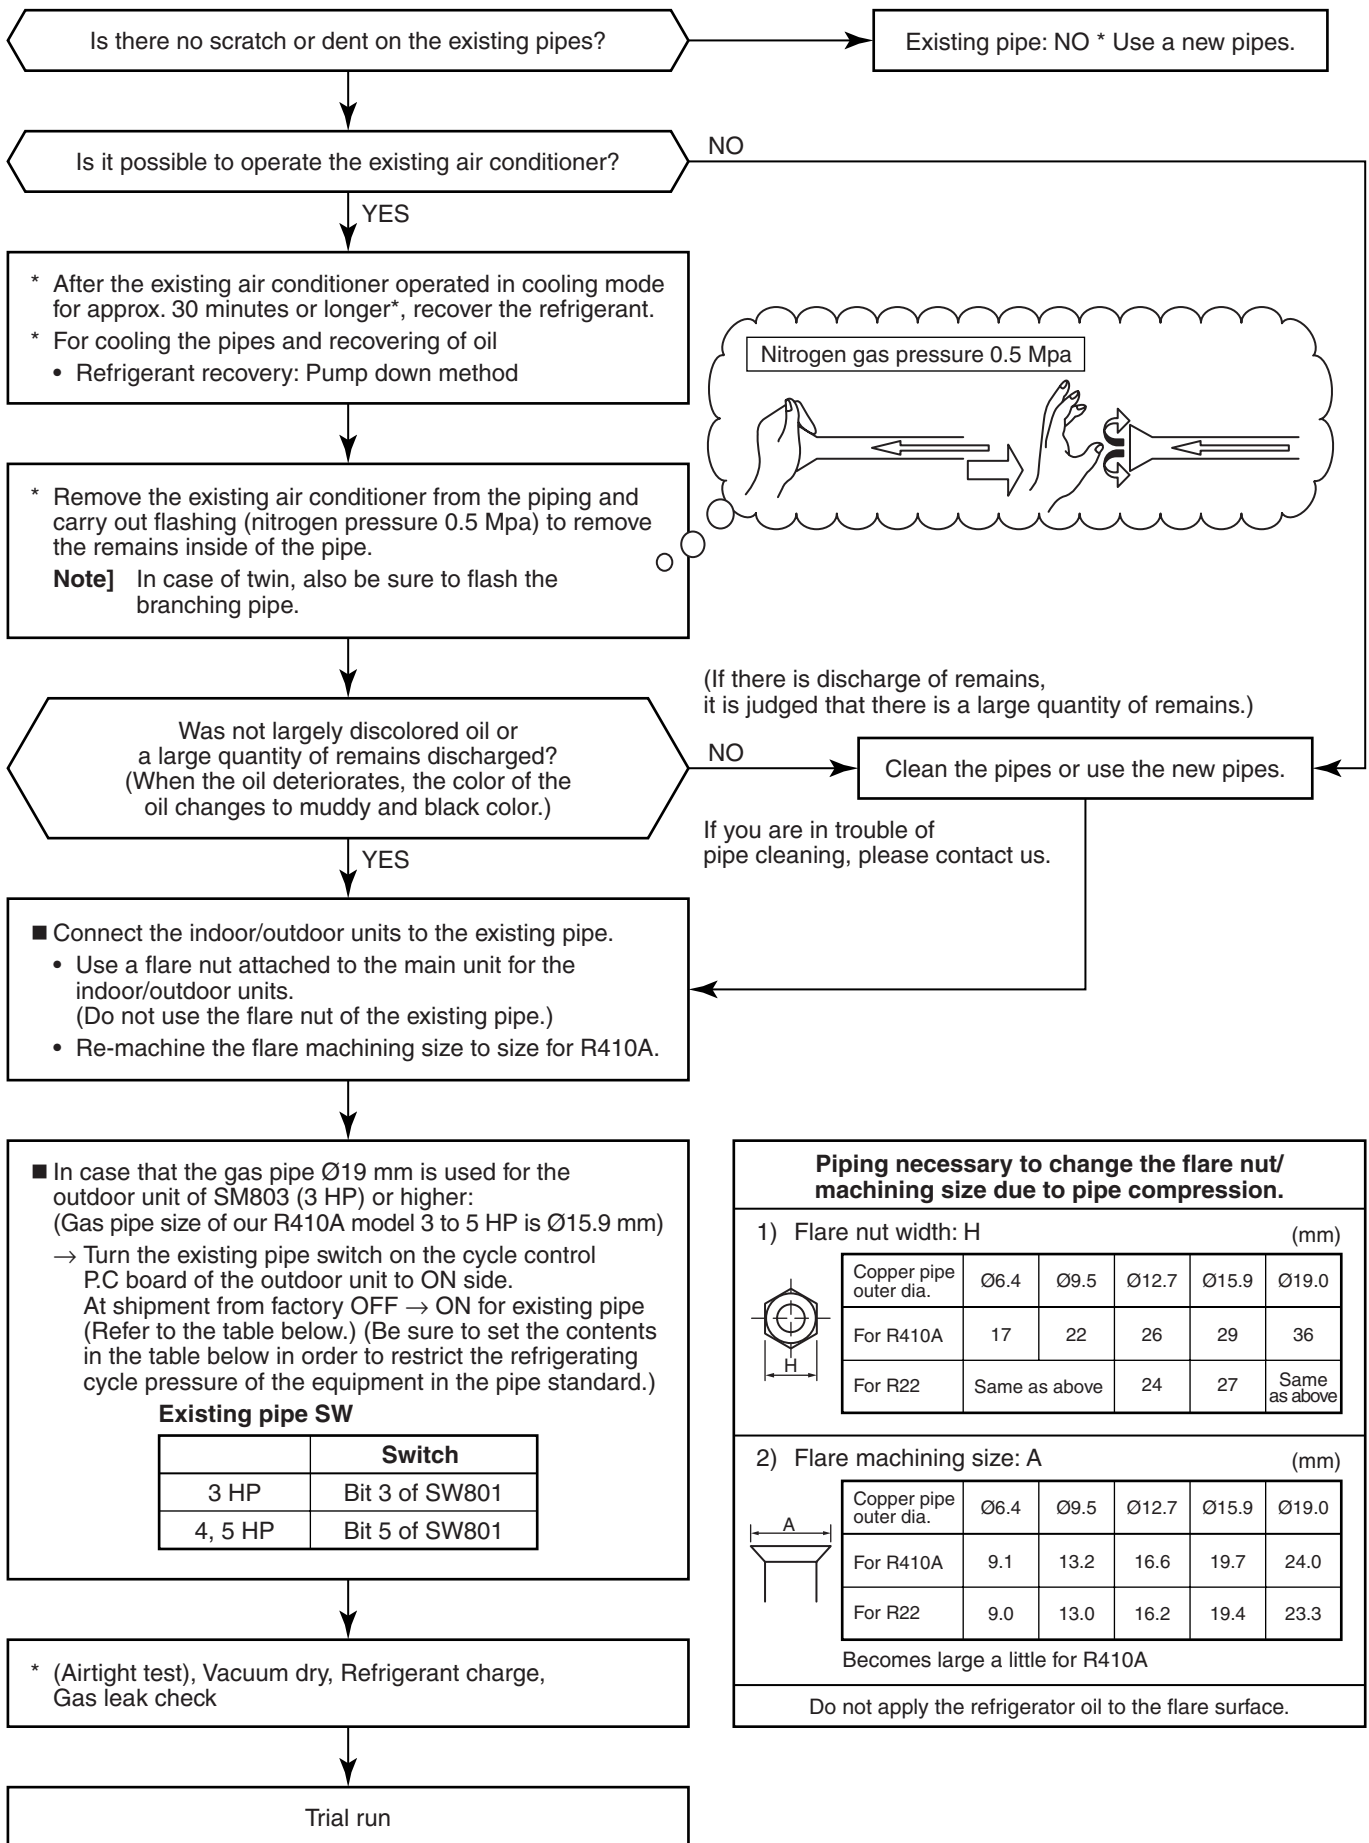 Is there no scratch or dent on the existing pipes?
Existing pipe: NO * Use a new pipes.
Is it possible to operate the existing air conditioner?
NO
YES
* After the existing air conditioner operated in cooling mode
for approx. 30 minutes or longer*, recover the refrigerant.
* For cooling the pipes and recovering of oil
• Refrigerant recovery: Pump down method
Nitrogen gas pressure 0.5 Mpa
* Remove the existing air conditioner from the piping and
carry out flashing (nitrogen pressure 0.5 Mpa) to remove
the remains inside of the pipe.
Note] In case of twin, also be sure to flash the
branching pipe.
(If there is discharge of remains,
it is judged that there is a large quantity of remains.)
Was not largely discolored oil or
a large quantity of remains discharged?
(When the oil deteriorates, the color of the
oil changes to muddy and black color.)
NO
Clean the pipes or use the new pipes.
If you are in trouble of
pipe cleaning, please contact us.
YES
■ Connect the indoor/outdoor units to the existing pipe.
• Use a flare nut attached to the main unit for the
indoor/outdoor units.
(Do not use the flare nut of the existing pipe.)
• Re-machine the flare machining size to size for R410A.
■ In case that the gas pipe Ø19 mm is used for the
outdoor unit of SM803 (3 HP) or higher:
(Gas pipe size of our R410A model 3 to 5 HP is Ø15.9 mm)
→ Turn the existing pipe switch on the cycle control
P.C board of the outdoor unit to ON side.
At shipment from factory OFF → ON for existing pipe
(Refer to the table below.) (Be sure to set the contents
in the table below in order to restrict the refrigerating
cycle pressure of the equipment in the pipe standard.)
Existing pipe SW
Switch
3 HP Bit 3 of SW801
4, 5 HP Bit 5 of SW801
Piping necessary to change the flare nut/
machining size due to pipe compression.
1) Flare nut width: H (mm)
Copper pipe
outer dia. Ø6.4 Ø9.5 Ø12.7 Ø15.9 Ø19.0
For R410A 17 22 26 29 36
H
For R22 Same as above 24 27 Same
as above
2) Flare machining size: A (mm)
Copper pipe
outer dia. Ø6.4 Ø9.5 Ø12.7 Ø15.9 Ø19.0
A
For R410A 9.1 13.2 16.6 19.7 24.0
For R22 9.0 13.0 16.2 19.4 23.3
Becomes large a little for R410A
Do not apply the refrigerator oil to the flare surface.
* (Airtight test), Vacuum dry, Refrigerant charge,
Gas leak check
Trial run